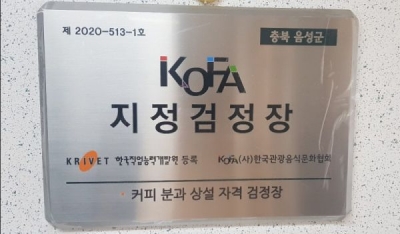 제 2020-513-1호 충북 음성군
KOFA
지정검정장
KRIVET 한국직업능력개발원 등록 KOFA (사)한국관광음식문화협회
· 커피 분과 상설 자격 검정장